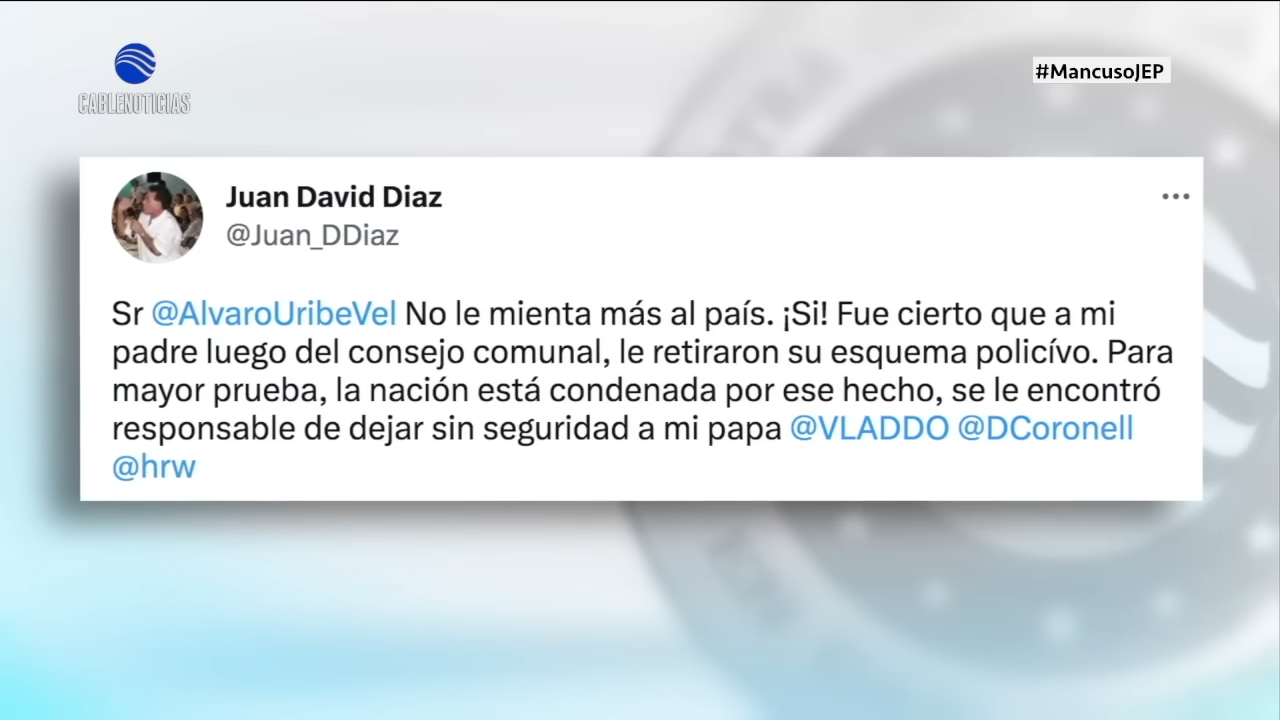 CABLENOTICIAS
#MancusoJEP
Juan David Diaz
@Juan_DDiaz
Sr @AlvaroUribeVel No le mienta más al país. ¡Si! Fue cierto que a mi
padre luego del consejo comunal, le retiraron su esquema policívo. Para
mayor prueba, la nación está condenada por ese hecho, se le encontró
responsable de dejar sin seguridad a mi papa @VLADDO @DCoronell
@hrw